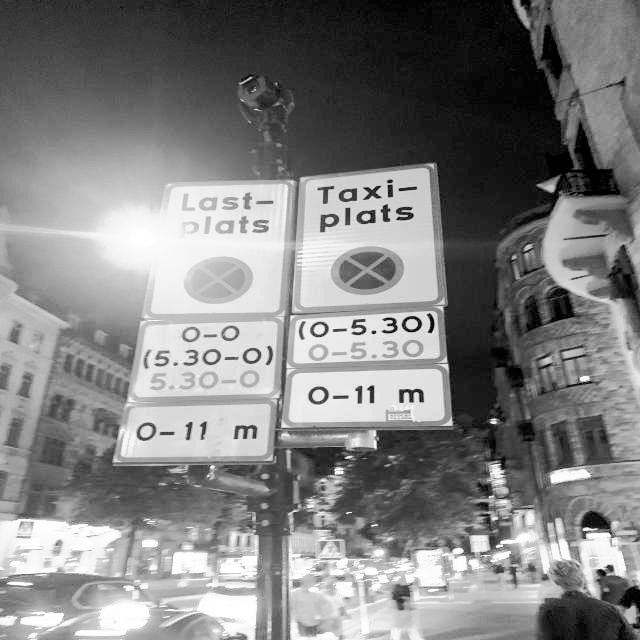 Last-
plats
0-0
(5.30-0)
5.30-0
0-11 m
Taxi-
plats
(0-5.30)
0-5.30
0-11 m